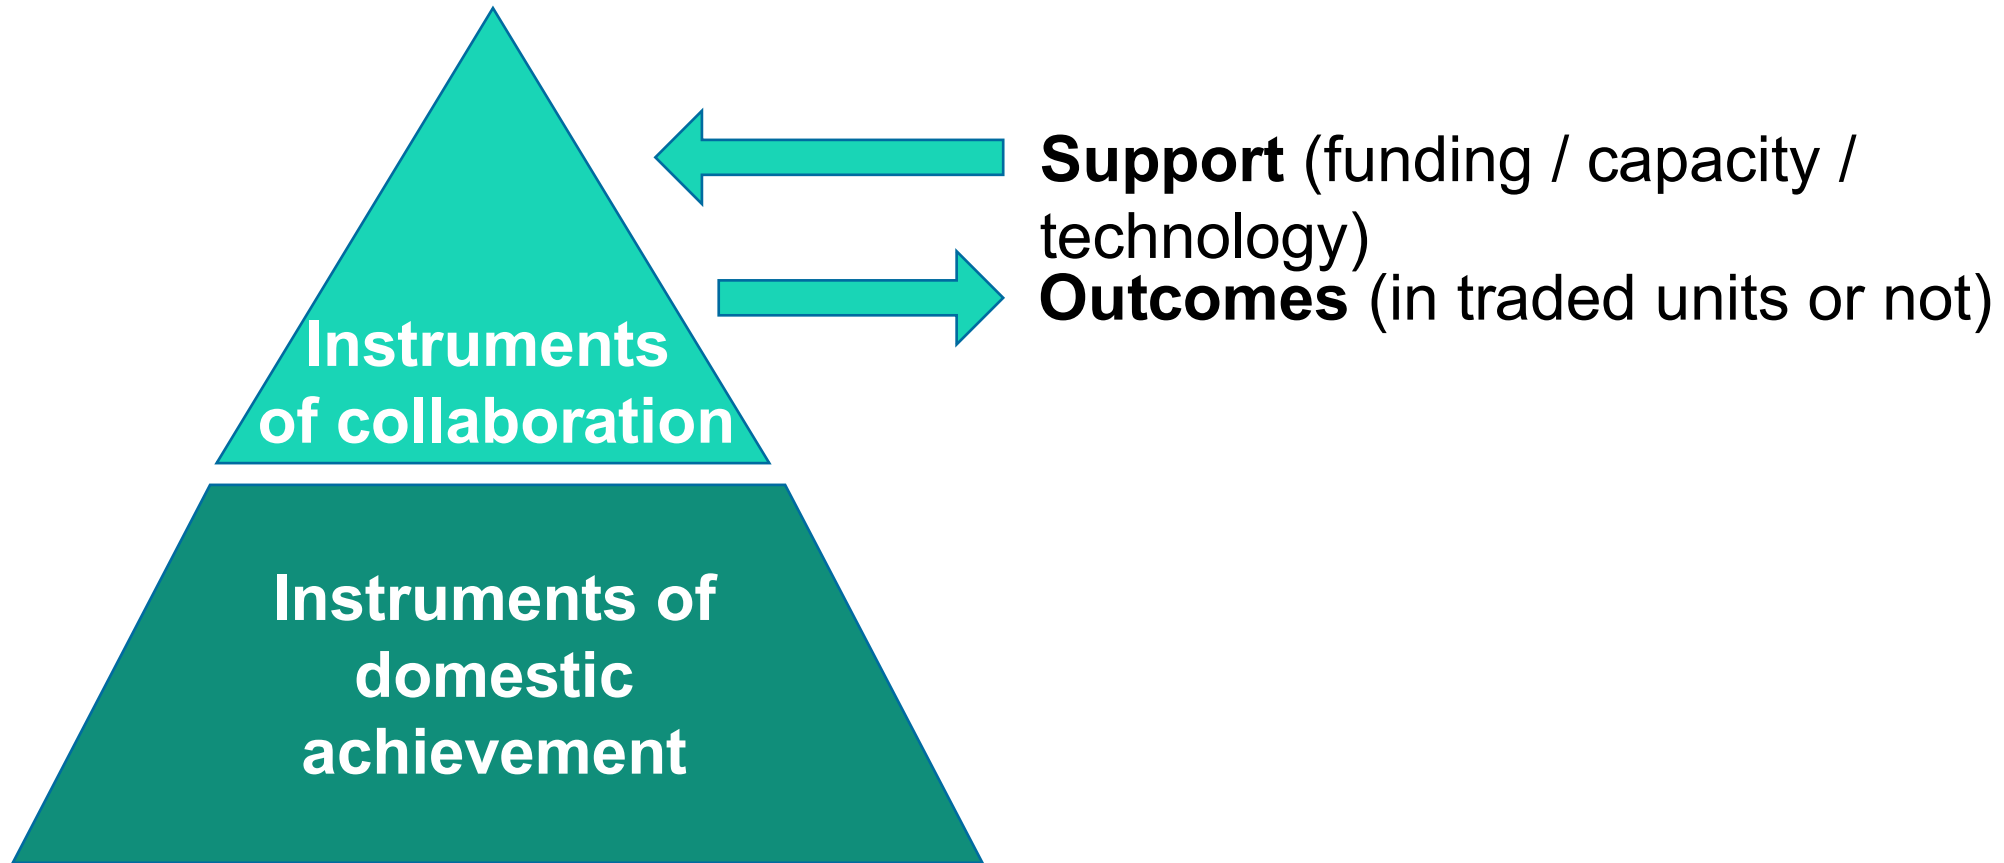 Support (funding / capacity /
technology)
Outcomes (in traded units or not)
Instruments
of collaboration
Instruments of
domestic
achievement